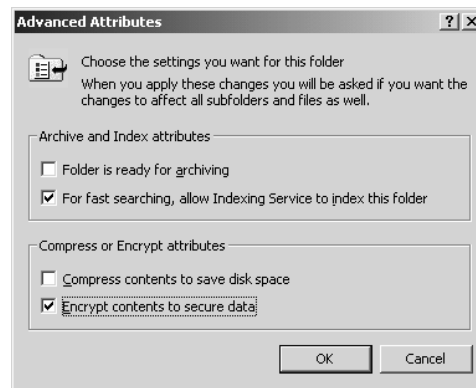 Advanced Attributes
Choose the settings you want for this folder
When you apply these changes you will be asked if you want the
changes to affect all subfolders and files as well.
Archive and Index attributes
Folder is ready for archiving
For fast searching, allow Indexing Service to index this folder
Compress or Encrypt attributes
Compress contents to save disk space
Encrypt contents to secure data
OK Cancel